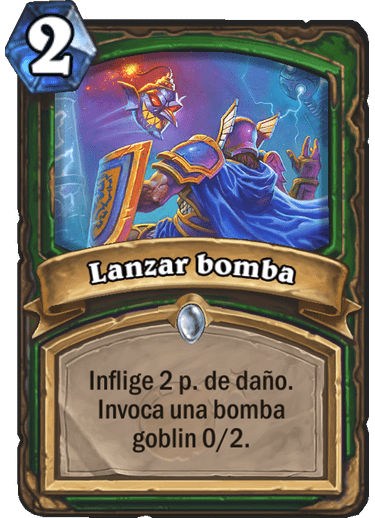 2
Lanzar bomba
Inflige 2 p. de daño.
Invoca una bomba
goblin 0/2.